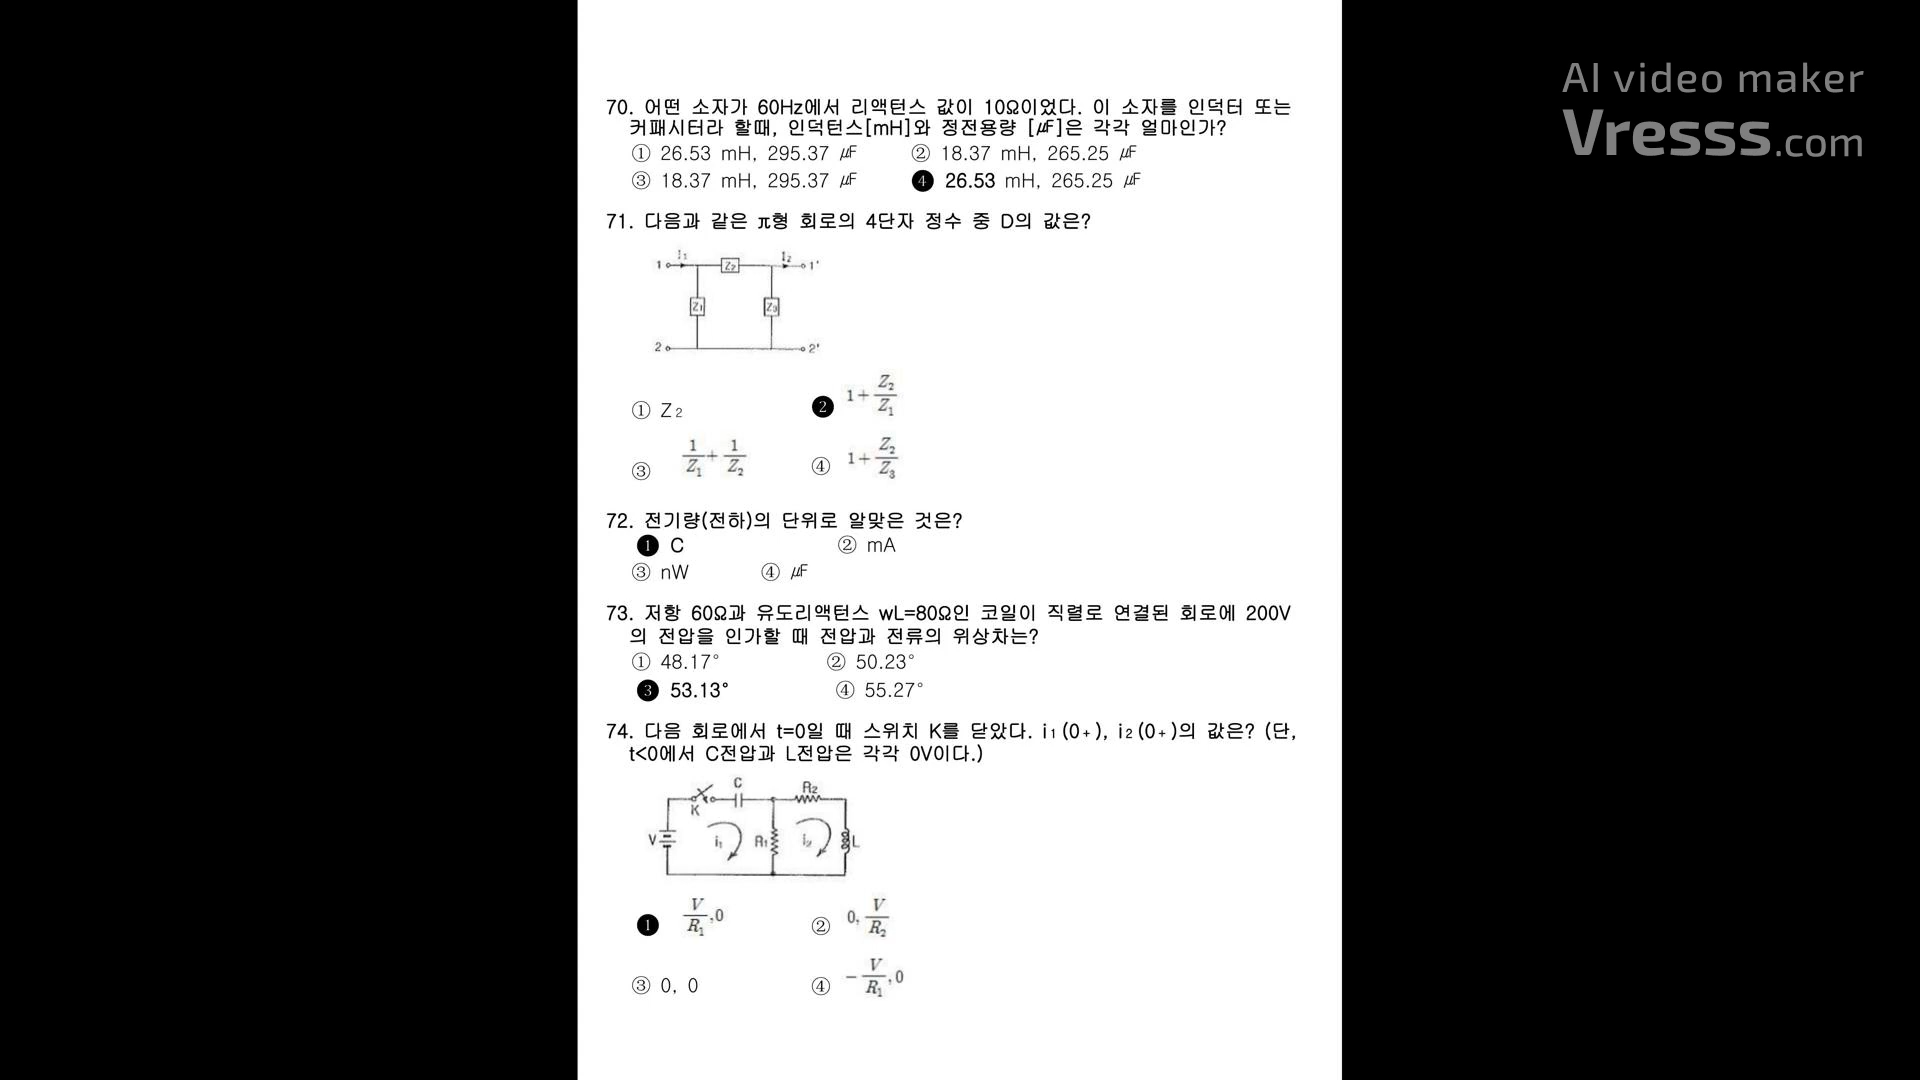 AI video maker
Vresss.com
70. 어떤 소자가 60Hz에서 리액턴스 값이 10Ω이었다. 이 소자를 인덕터 또는
커패시터라 할때, 인덕턴스[mH]와 정전용량 [㎌]은 각각 얼마인가?
① 26.53 mH, 295.37 ㎌ ② 18.37 mH, 265.25 ㎌
③ 18.37 mH, 295.37 ㎌ ❹ 26.53 mH, 265.25 ㎌
71. 다음과 같은 π형 회로의 4단자 정수 중 D의 값은?
I₁ I₂
1 Z₂ 1'
Z₁ Z₃
2 2'
① Z₂ ❷ 1+Z₂/Z₁
③ 1/Z₁+1/Z₂ ④ 1+Z₂/Z₃
72. 전기량(전하)의 단위로 알맞은 것은?
❶ C ② mA
③ nW ④ ㎌
73. 저항 60Ω과 유도리액턴스 wL=80Ω인 코일이 직렬로 연결된 회로에 200V
의 전압을 인가할 때 전압과 전류의 위상차는?
① 48.17° ② 50.23°
❸ 53.13° ④ 55.27°
74. 다음 회로에서 t=0일 때 스위치 K를 닫았다. i₁(0₊), i₂(0₊)의 값은? (단,
t<0에서 C전압과 L전압은 각각 0V이다.)
C R₂
K
V i₁ R₁ i₂ L
❶ V/R₁,0 ② 0,V/R₂
③ 0, 0 ④ -V/R₁,0